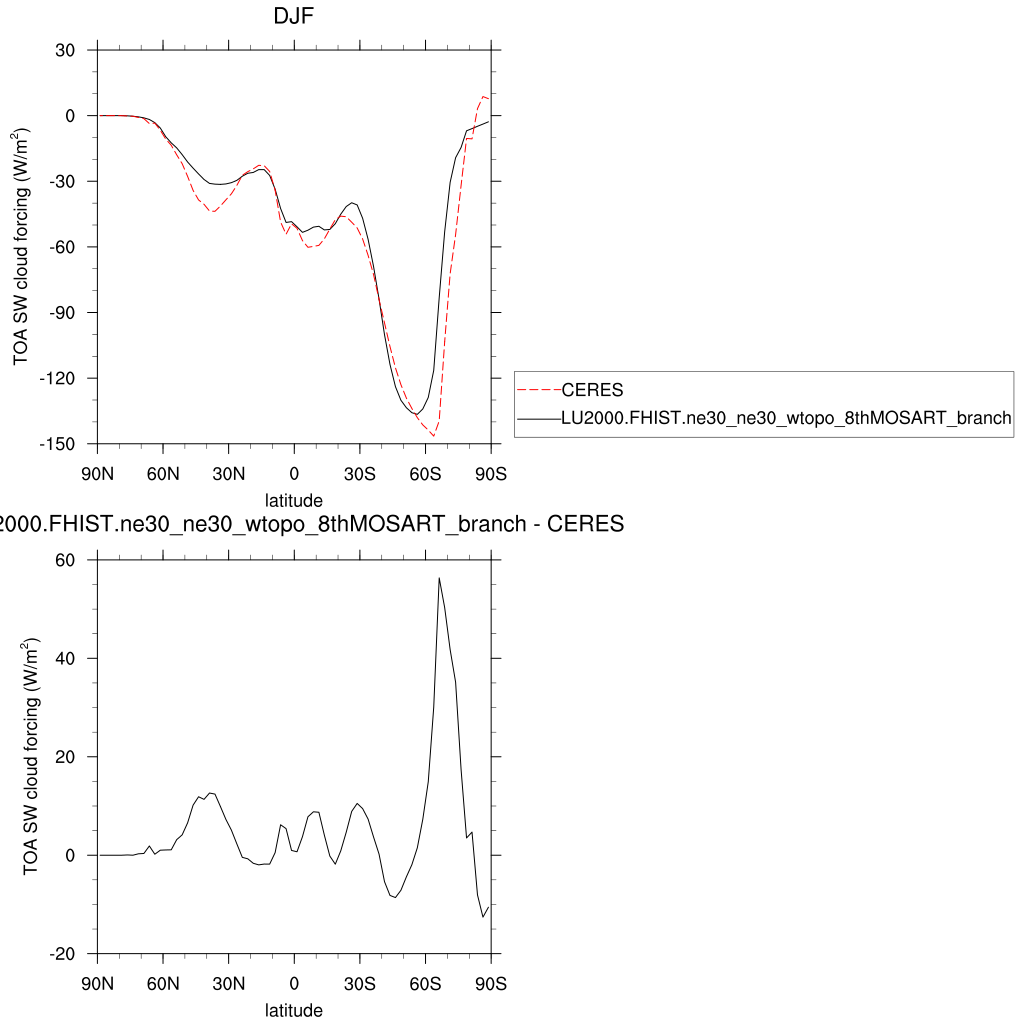 DJF
30
0
-30
-60
-90
-120
-150
TOA SW cloud forcing (W/m²)
90N 60N 30N 0 30S 60S 90S
latitude
CERES
LU2000.FHIST.ne30_ne30_wtopo_8thMOSART_branch
2000.FHIST.ne30_ne30_wtopo_8thMOSART_branch - CERES
60
40
20
0
-20
TOA SW cloud forcing (W/m²)
90N 60N 30N 0 30S 60S 90S
latitude